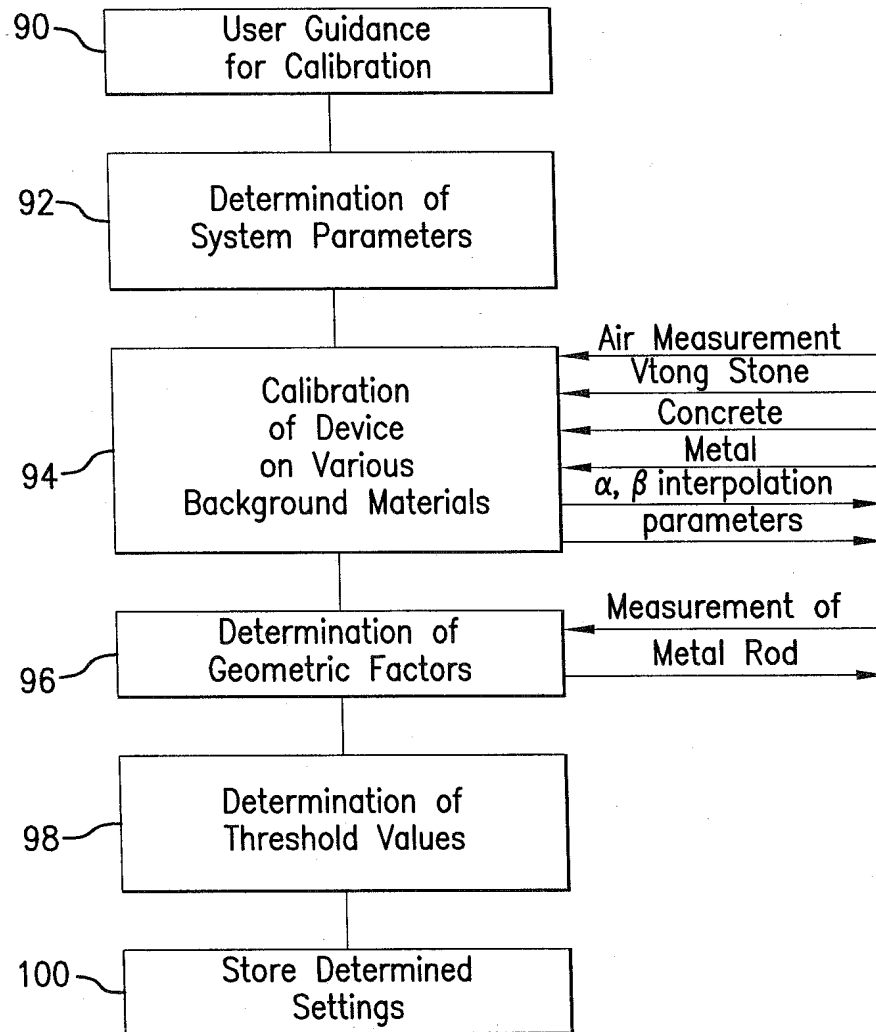 90
User Guidance
for Calibration
92
Determination of
System Parameters
94
Calibration
of Device
on Various
Background Materials
Air Measurement
Vtong Stone
Concrete
Metal
α, β interpolation
parameters
96
Determination of
Geometric Factors
Measurement of
Metal Rod
98
Determination of
Threshold Values
100
Store Determined
Settings